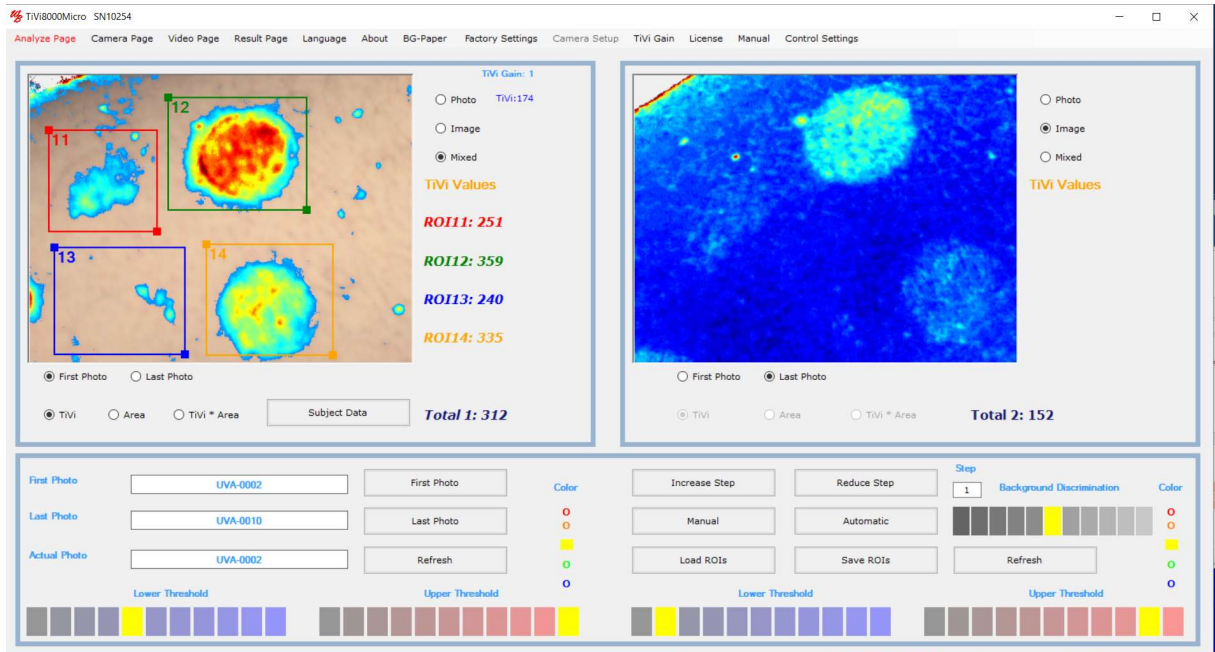 TiVi8000Micro SN10254
Analyze Page Camera Page Video Page Result Page Language About BG-Paper Factory Settings Camera Setup TiVi Gain License Manual Control Settings
TiVi Gain: 1
Photo TiVi:174
Image
Mixed
TiVi Values
ROI11: 251
ROI12: 359
ROI13: 240
ROI14: 335
11
12
13
14
First Photo Last Photo
TiVi Area TiVi * Area Subject Data Total 1: 312
Photo
Image
Mixed
TiVi Values
First Photo Last Photo
TiVi Area TiVi * Area Total 2: 152
First Photo UVA-0002 First Photo Color
Last Photo UVA-0010 Last Photo
Actual Photo UVA-0002 Refresh
Lower Threshold Upper Threshold
Increase Step Reduce Step Step 1 Background Discrimination Color
Manual Automatic
Load ROIs Save ROIs Refresh
Lower Threshold Upper Threshold